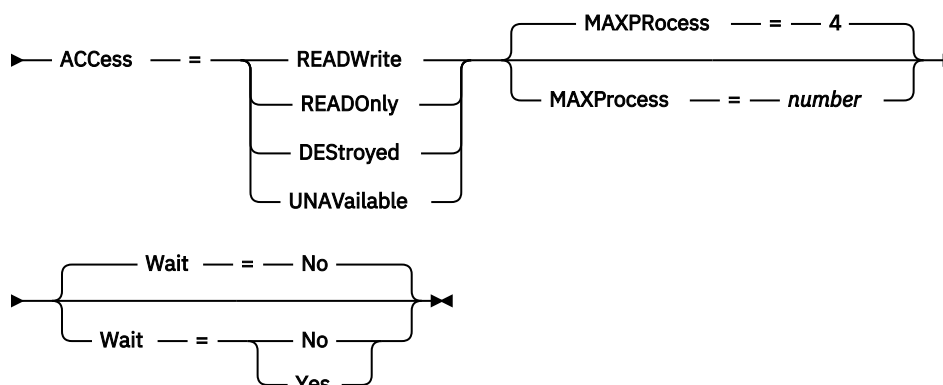 MAXPRocess = 4
ACCess = READWrite
READOnly
MAXProcess = number
DEStroyed
UNAVailable
Wait = No
Wait = No
Yes